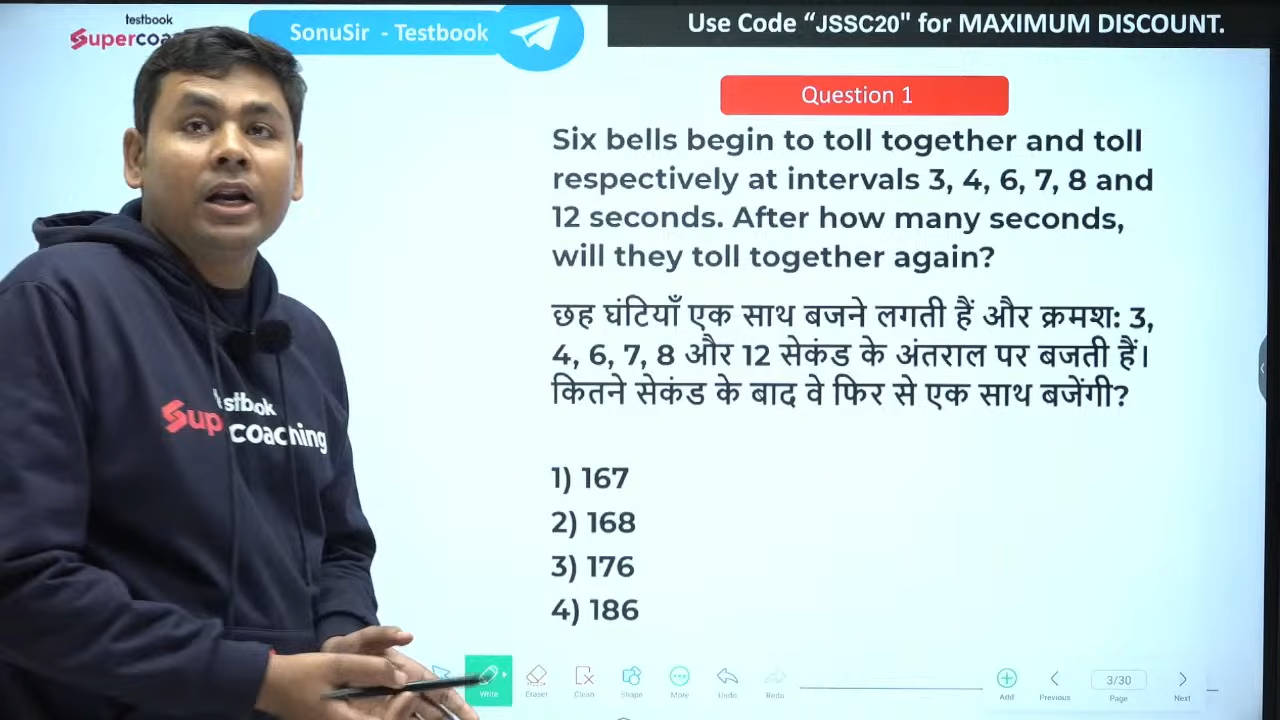 testbook
Supercoa
SonuSir - Testbook
Use Code “JSSC20" for MAXIMUM DISCOUNT.
Question 1
Six bells begin to toll together and toll
respectively at intervals 3, 4, 6, 7, 8 and
12 seconds. After how many seconds,
will they toll together again?
छह घंटियाँ एक साथ बजने लगती हैं और क्रमश: 3,
4, 6, 7, 8 और 12 सेकंड के अंतराल पर बजती हैं।
कितने सेकंड के बाद वे फिर से एक साथ बजेंगी?
1) 167
2) 168
3) 176
4) 186
testbook
Supercoaching
Write
Eraser
Clean
Shape
More
Undo
Redo
Add
Previous
3/30
Page
Next